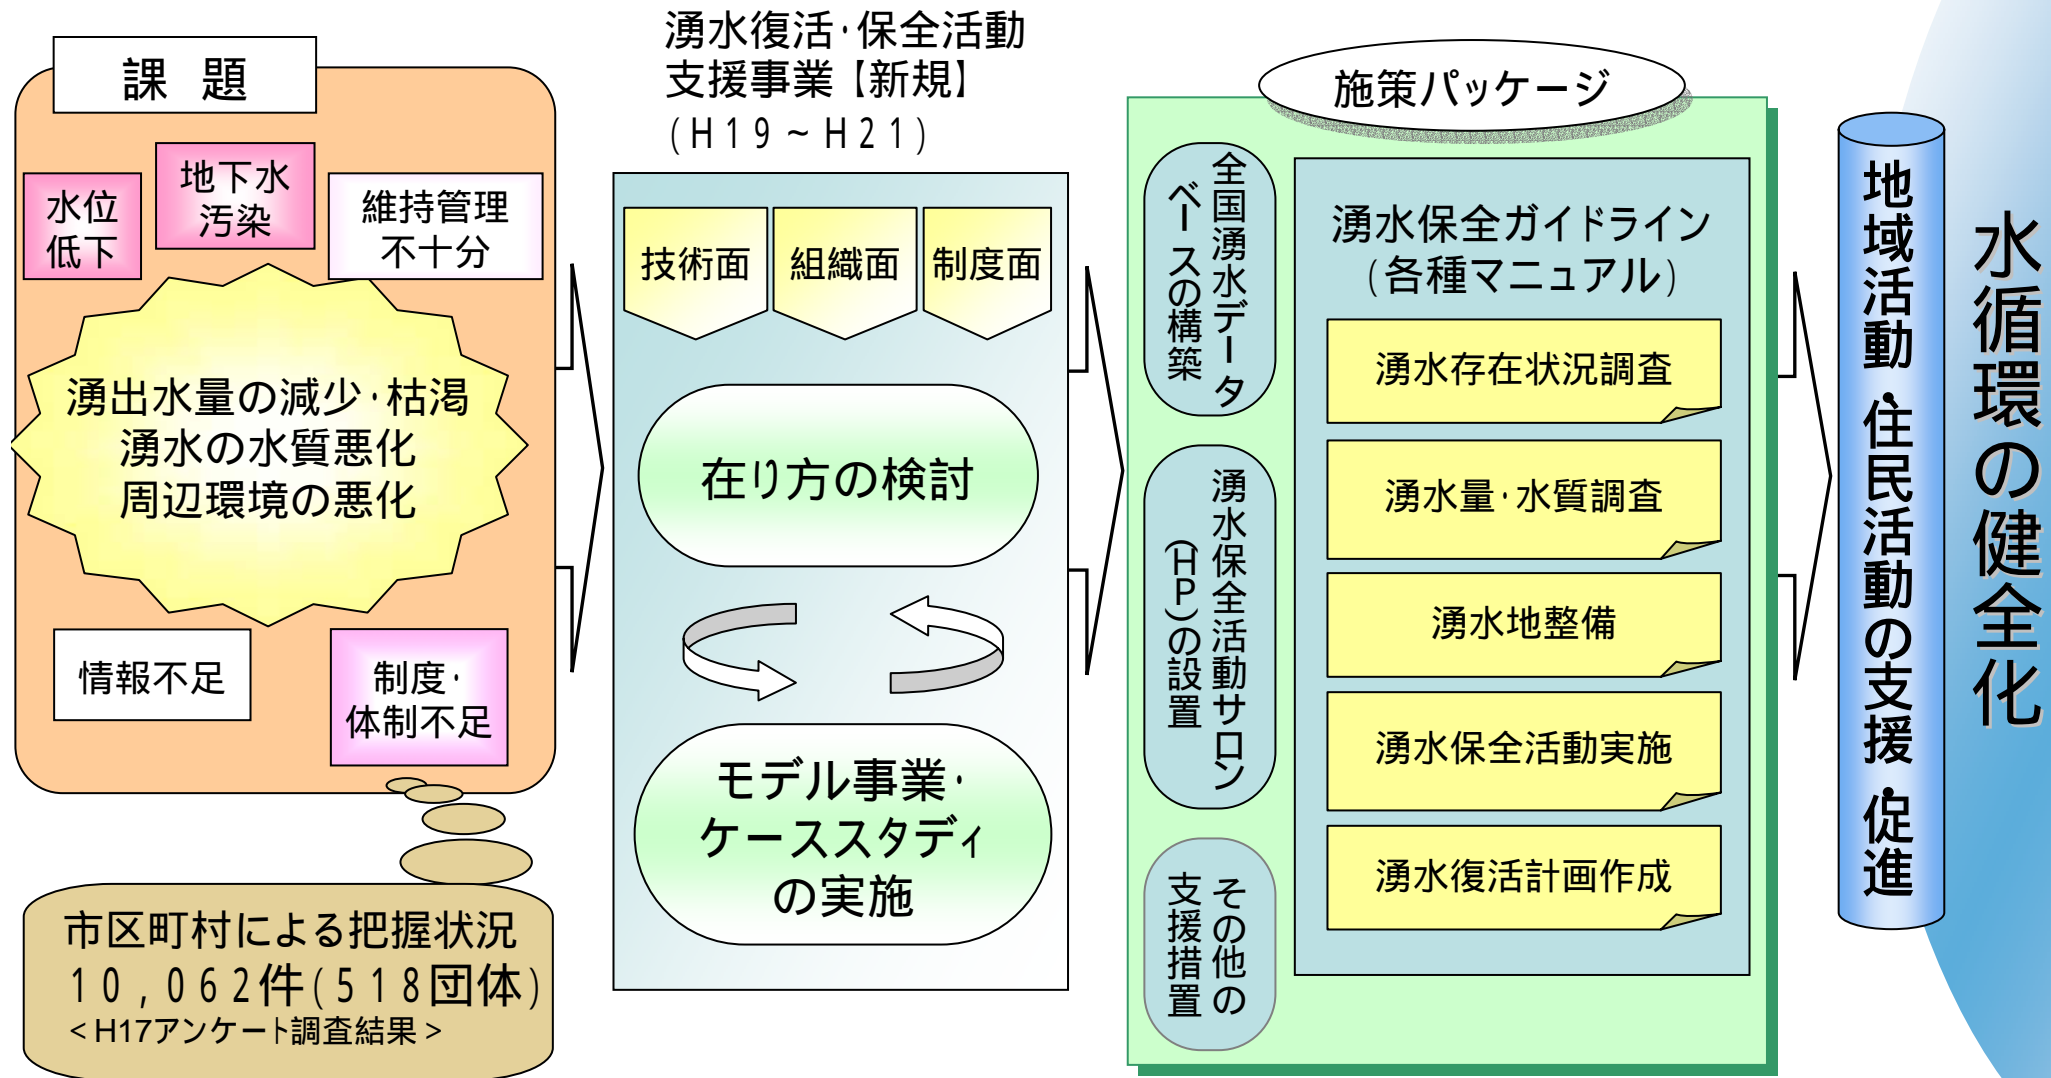 課 題
水位
低下
地下水
汚染
維持管理
不十分
湧出水量の減少・枯渇
湧水の水質悪化
周辺環境の悪化
情報不足
制度・
体制不足
市区町村による把握状況
10,062件(518団体)
<H17アンケート調査結果>
湧水復活・保全活動
支援事業【新規】
(H19~H21)
技術面
組織面
制度面
在り方の検討
モデル事業・
ケーススタディ
の実施
施策パッケージ
全国湧水データ
ベースの構築
湧水保全活動サロン
(HP)の設置
その他の
支援措置
湧水保全ガイドライン
(各種マニュアル)
湧水存在状況調査
湧水量・水質調査
湧水地整備
湧水保全活動実施
湧水復活計画作成
地域活動・住民活動の支援・促進
水循環の健全化